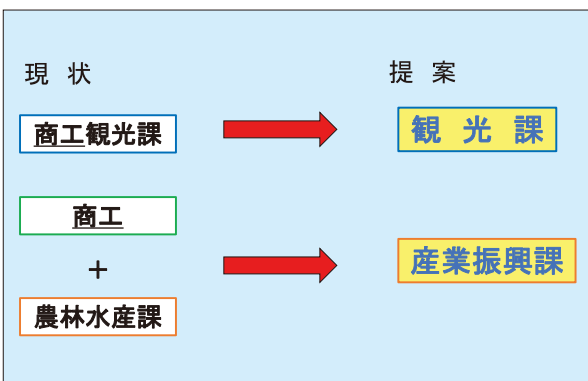 現 状
提 案
商工観光課
観 光 課
商工
+
農林水産課
産業振興課